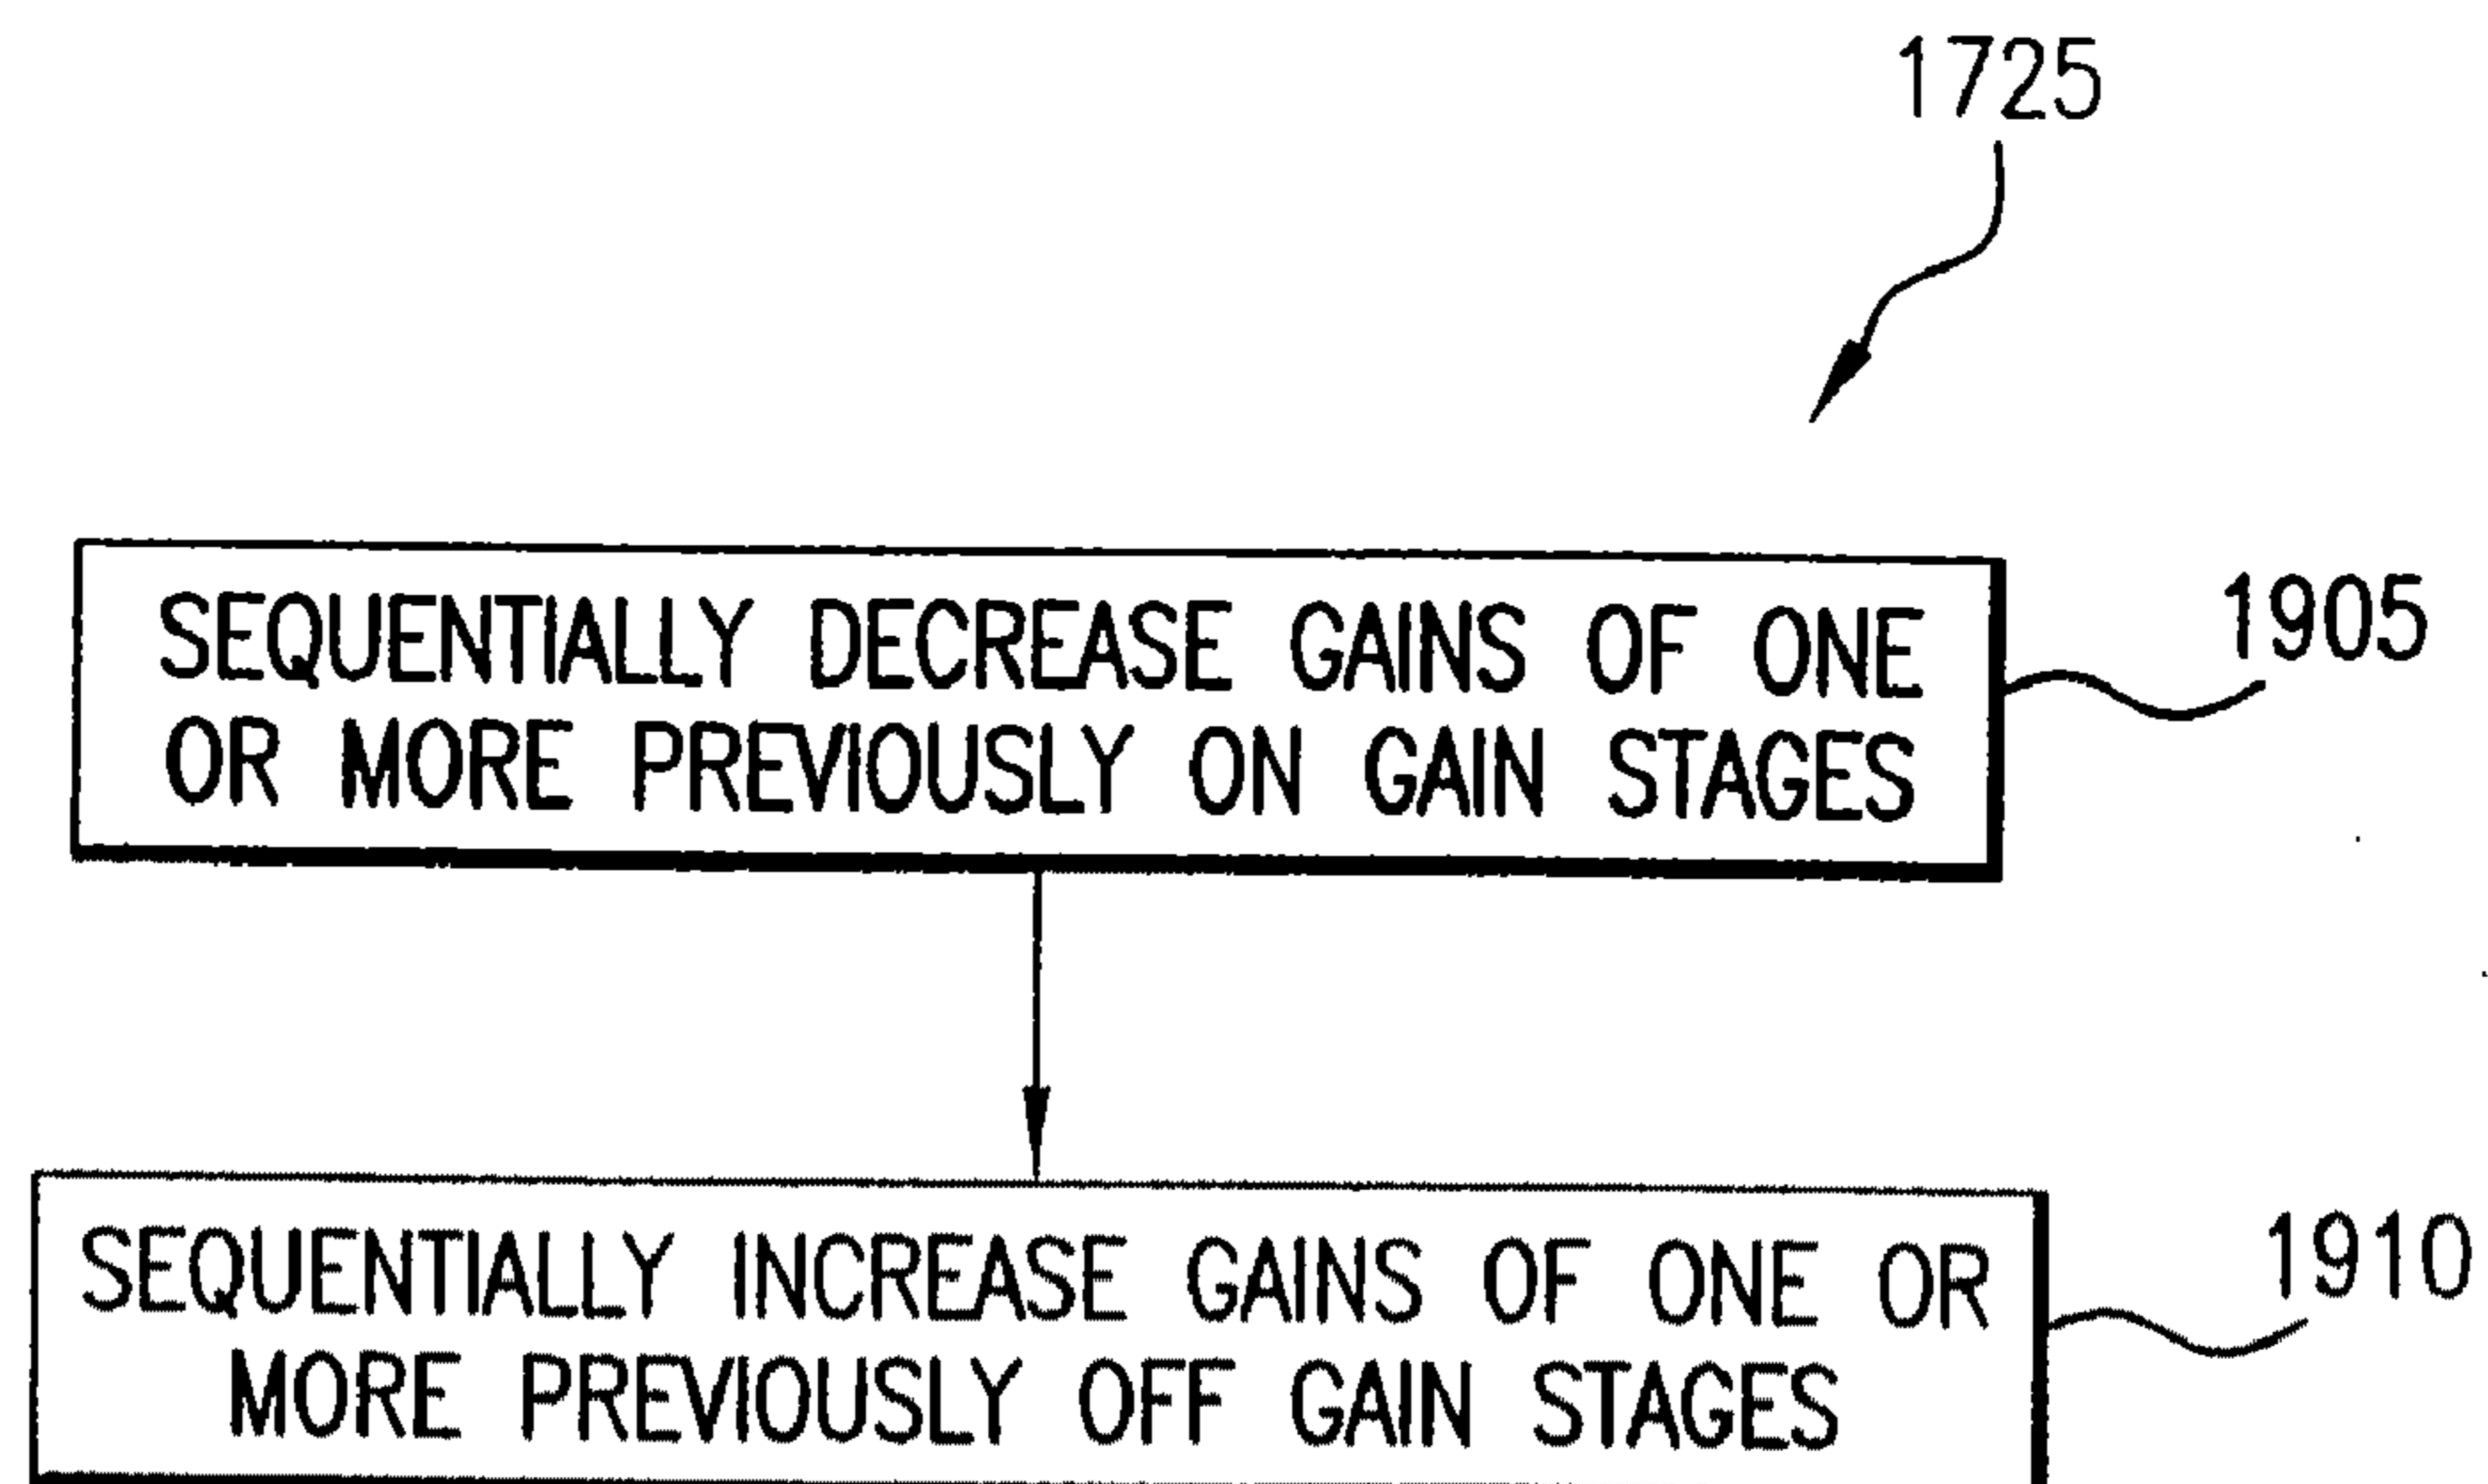 1725
SEQUENTIALLY DECREASE GAINS OF ONE
OR MORE PREVIOUSLY ON GAIN STAGES
1905
SEQUENTIALLY INCREASE GAINS OF ONE OR
MORE PREVIOUSLY OFF GAIN STAGES
1910